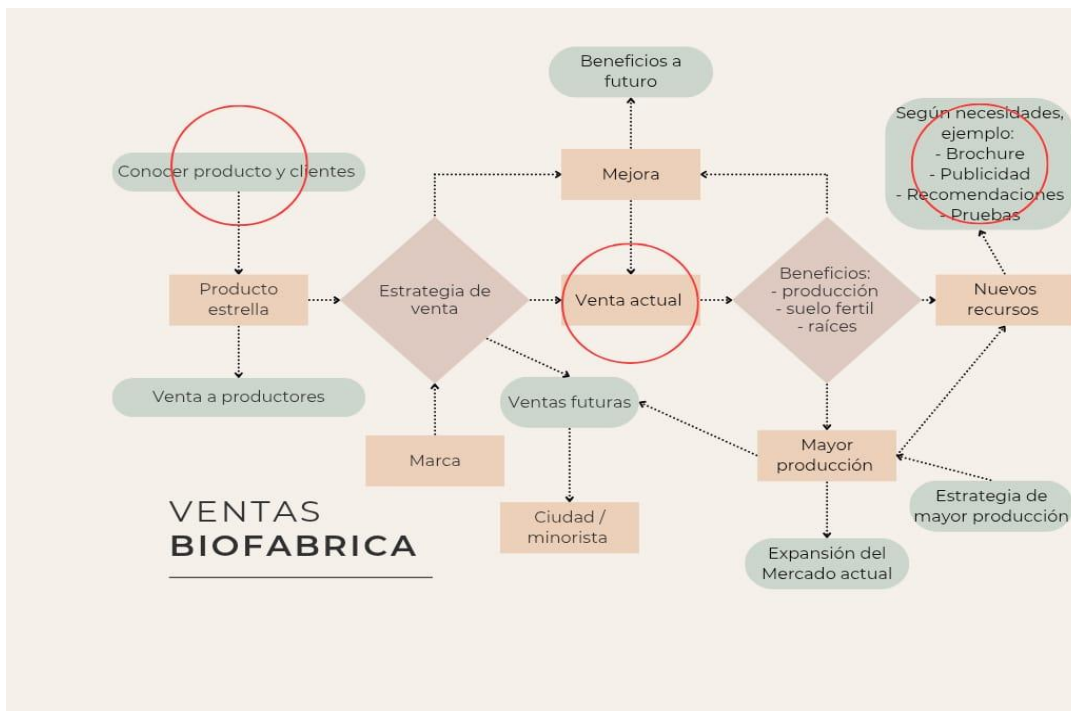 Beneficios a
futuro
Según necesidades,
ejemplo:
- Brochure
- Publicidad
- Recomendaciones
- Pruebas
Conocer producto y clientes
Mejora
Producto
estrella
Estrategia de
venta
Venta actual
Beneficios:
- producción
- suelo fertil
- raíces
Nuevos
recursos
Venta a productores
Ventas futuras
Marca
Mayor
producción
Ciudad /
minorista
Estrategia de
mayor producción
Expansión del
Mercado actual
VENTAS
BIOFABRICA